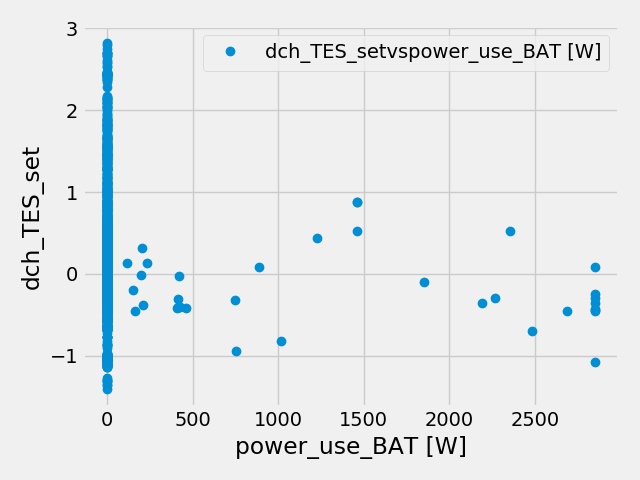 3
dch_TES_setvspower_use_BAT [W]
2
1
0
−1
dch_TES_set
0 500 1000 1500 2000 2500
power_use_BAT [W]